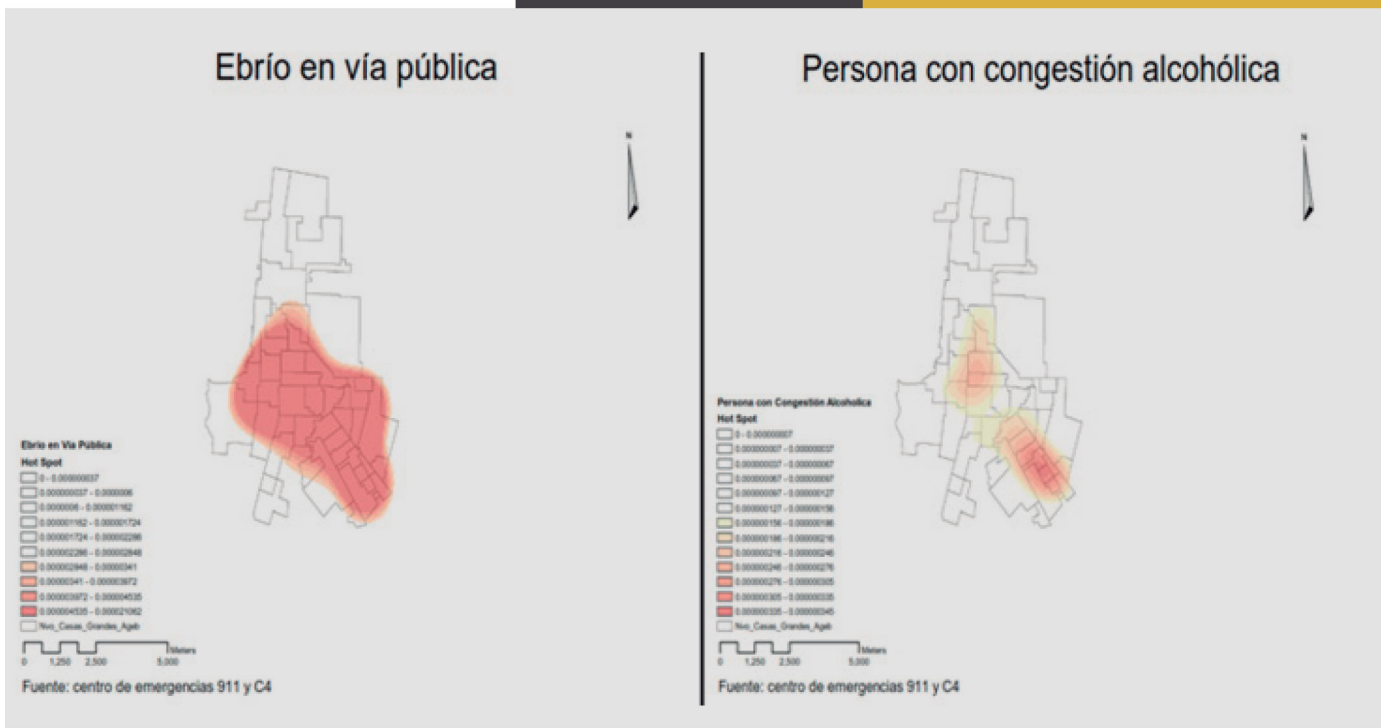 Ebrío en vía pública
N
Ebrio en Vía Pública
Hot Spot
0 - 0.000000037
0.000000037 - 0.0000006
0.0000006 - 0.000001162
0.000001162 - 0.000001724
0.000001724 - 0.000002286
0.000002286 - 0.000002848
0.000002848 - 0.00000341
0.00000341 - 0.000003972
0.000003972 - 0.000004535
0.000004535 - 0.000021062
Nvo_Casas_Grandes_Ageb
Meters
0 1,250 2,500 5,000
Fuente: centro de emergencias 911 y C4
Persona con congestión alcohólica
N
Persona con Congestión Alcoholica
Hot Spot
0 - 0.000000007
0.000000007 - 0.000000037
0.000000037 - 0.000000067
0.000000067 - 0.000000097
0.000000097 - 0.000000127
0.000000127 - 0.000000156
0.000000156 - 0.000000186
0.000000186 - 0.000000216
0.000000216 - 0.000000246
0.000000246 - 0.000000276
0.000000276 - 0.000000305
0.000000305 - 0.000000335
0.000000335 - 0.000000345
Nvo_Casas_Grandes_Ageb
Meters
0 1,250 2,500 5,000
Fuente: centro de emergencias 911 y C4